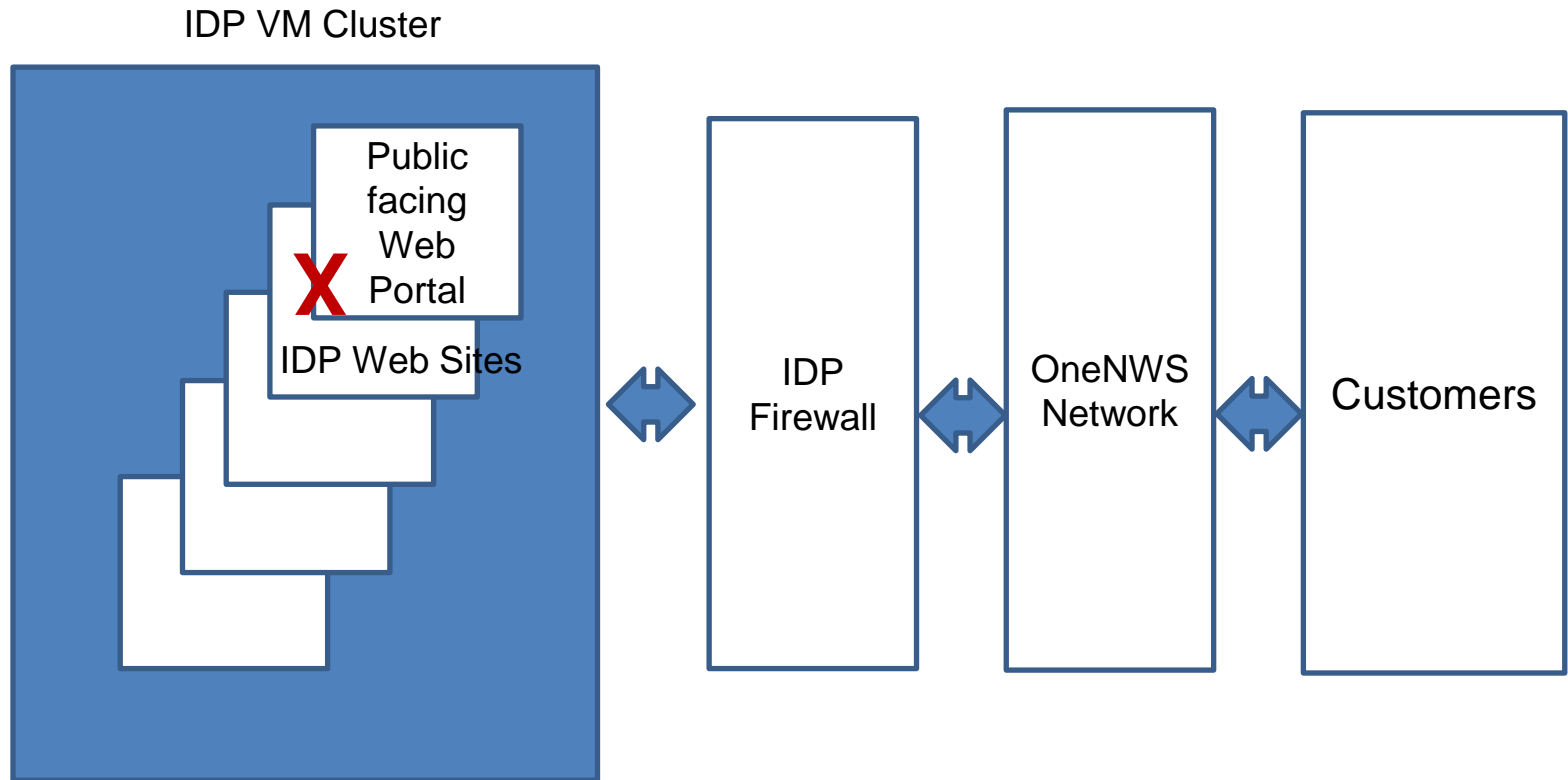 IDP VM Cluster
Public
facing
Web
Portal
X
IDP Web Sites
IDP
Firewall
OneNWS
Network
Customers